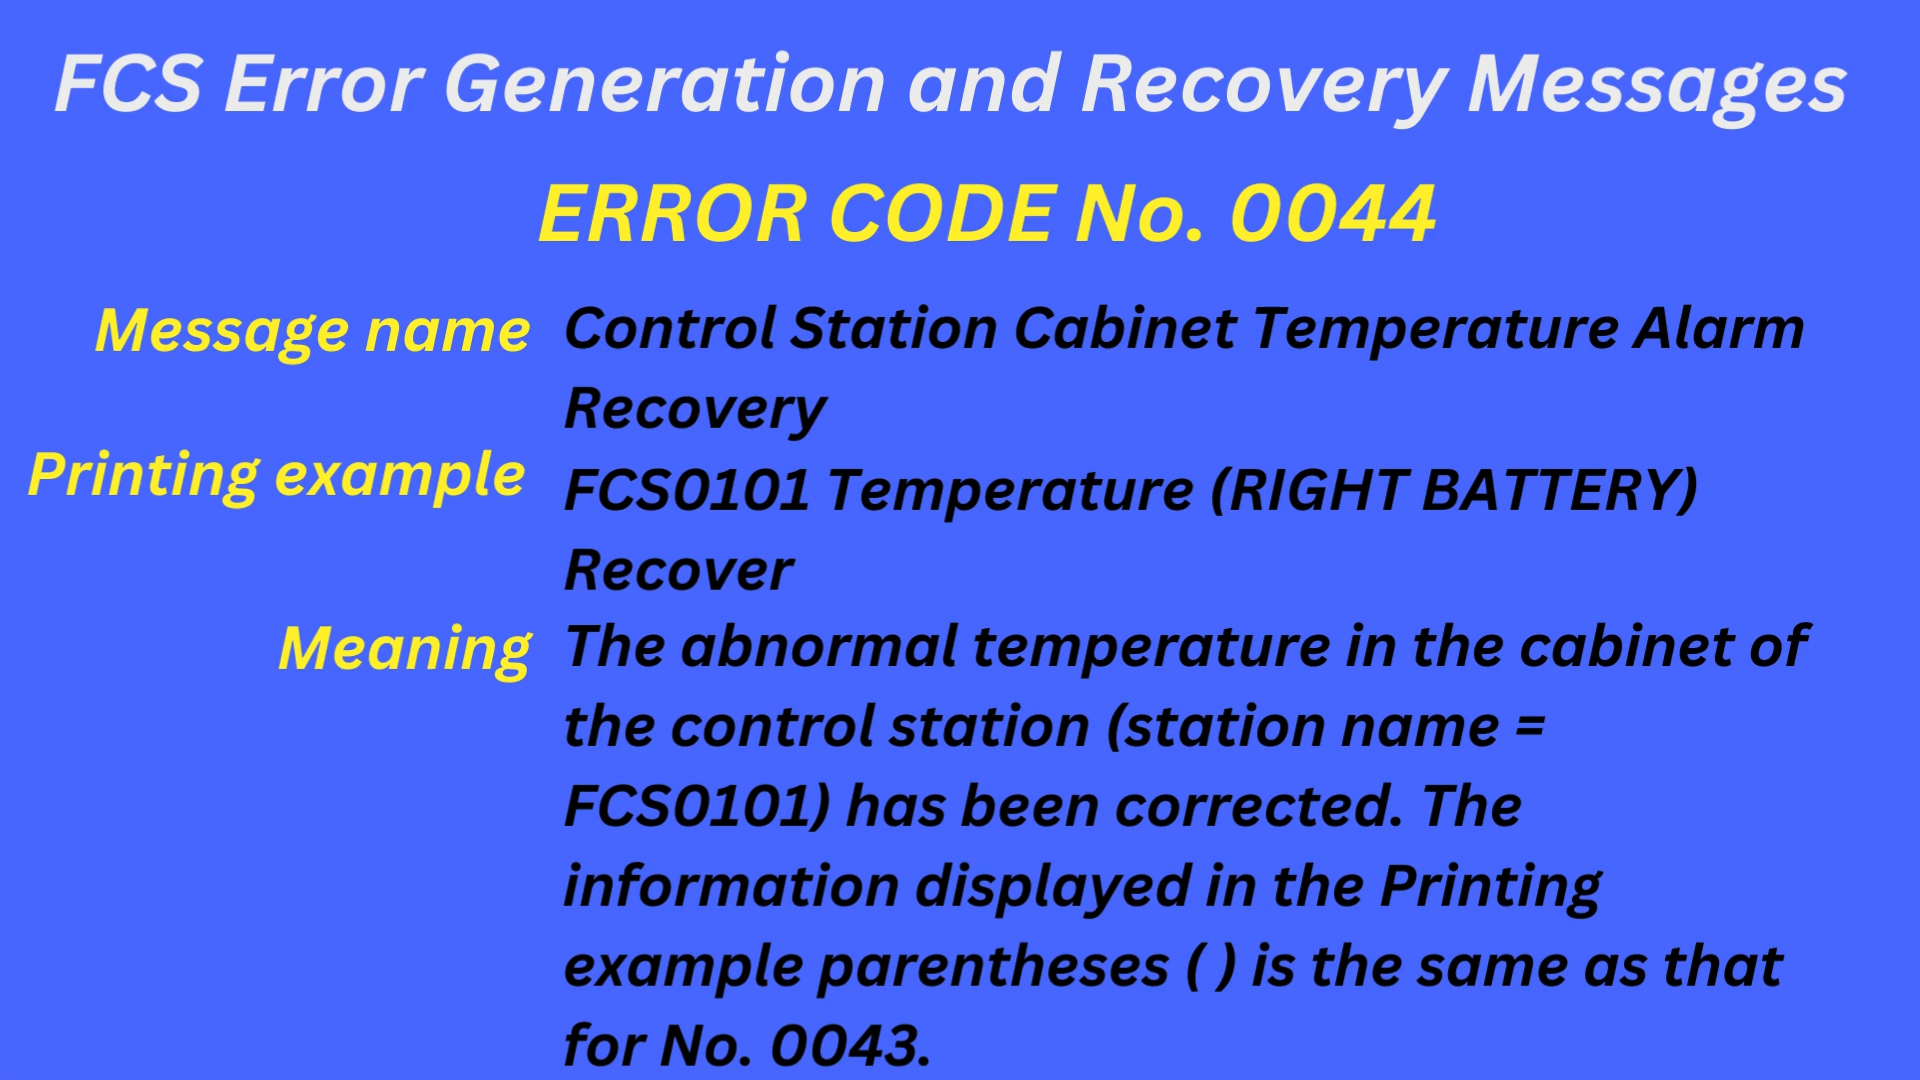 FCS Error Generation and Recovery Messages
ERROR CODE No. 0044
Message name
Control Station Cabinet Temperature Alarm
Recovery
Printing example
FCS0101 Temperature (RIGHT BATTERY)
Recover
Meaning
The abnormal temperature in the cabinet of
the control station (station name =
FCS0101) has been corrected. The
information displayed in the Printing
example parentheses ( ) is the same as that
for No. 0043.